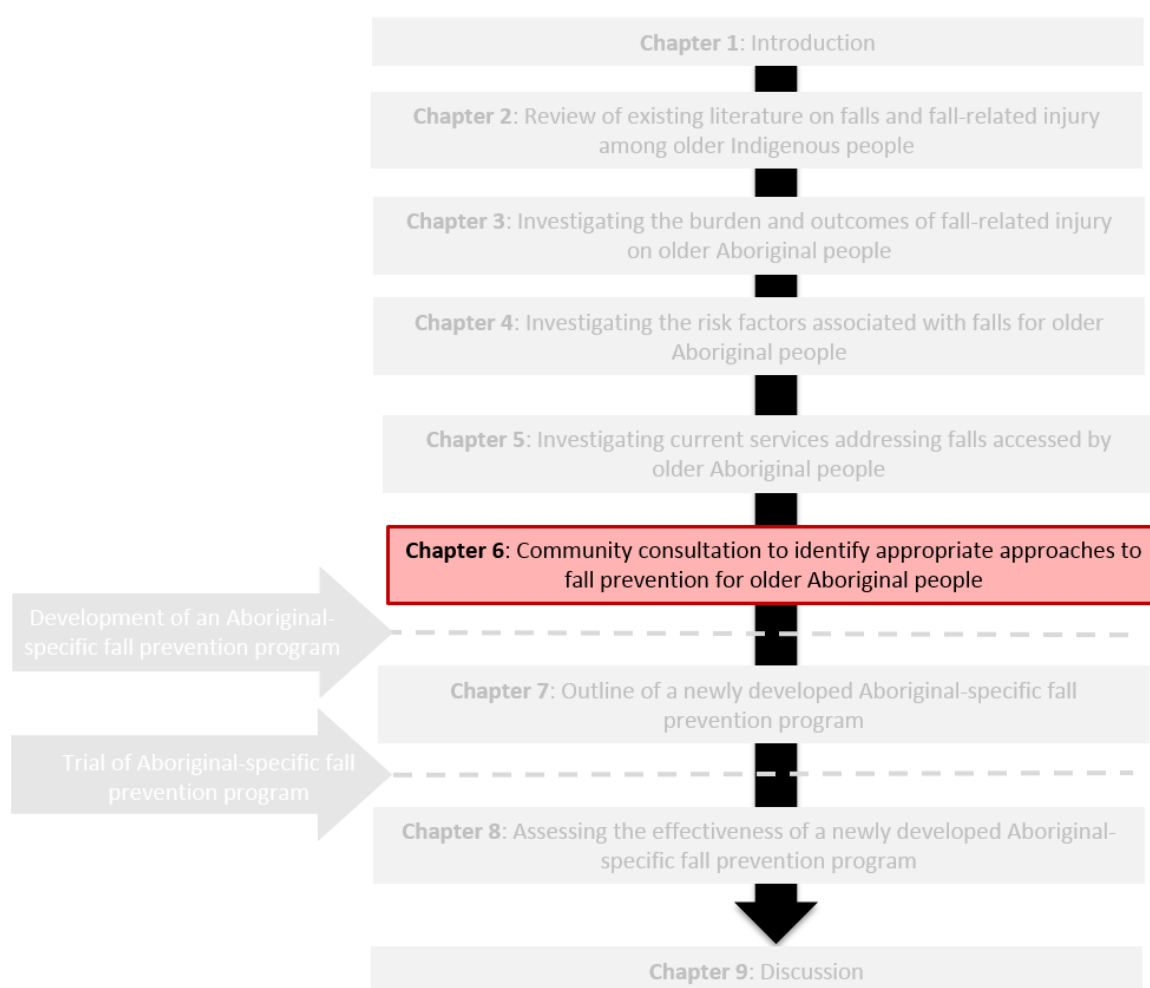 Chapter 1: Introduction
Chapter 2: Review of existing literature on falls and fall-related injury
among older Indigenous people
Chapter 3: Investigating the burden and outcomes of fall-related injury
on older Aboriginal people
Chapter 4: Investigating the risk factors associated with falls for older
Aboriginal people
Chapter 5: Investigating current services addressing falls accessed by
older Aboriginal people
Chapter 6: Community consultation to identify appropriate approaches to
fall prevention for older Aboriginal people
Development of an Aboriginal-
specific fall prevention program
Chapter 7: Outline of a newly developed Aboriginal-specific fall
prevention program
Trial of Aboriginal-specific fall
prevention program
Chapter 8: Assessing the effectiveness of a newly developed Aboriginal-
specific fall prevention program
Chapter 9: Discussion